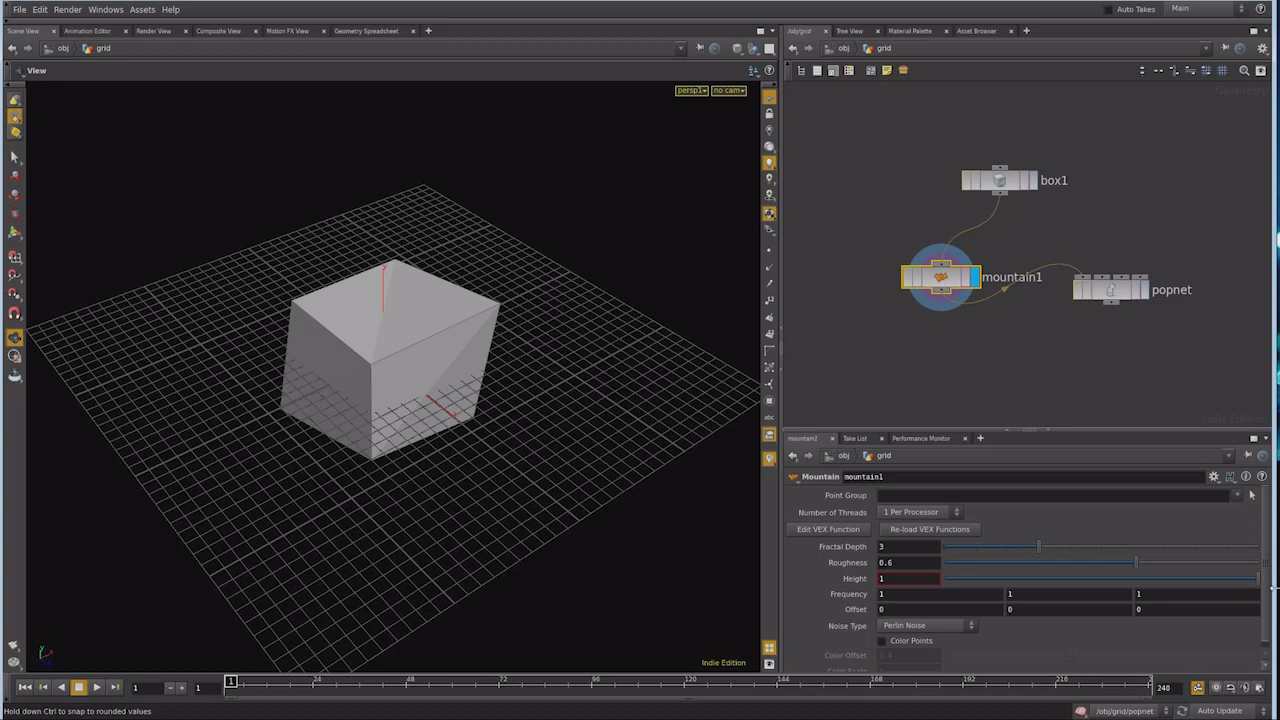 File Edit Render Windows Assets Help
Auto Takes Main
Scene View Animation Editor Render View Composite View Motion FX View Geometry Spreadsheet
/obj/grid Tree View Material Palette Asset Browser
obj grid
obj grid
View
persp1 no cam
Geometry
box1
mountain1
popnet
Indie Edition
abc
mountain1 Take List Performance Monitor
obj grid
Mountain mountain1
Point Group
Number of Threads 1 Per Processor
Edit VEX Function Re-load VEX Functions
Fractal Depth 3
Roughness 0.6
Height 1
Frequency 1 1 1
Offset 0 0 0
Noise Type Perlin Noise
Color Points
Color Offset
y x z
Indie Edition
1 1 1 24 48 72 96 120 144 168 192 216 240
Hold down Ctrl to snap to rounded values
/obj/grid/popnet Auto Update